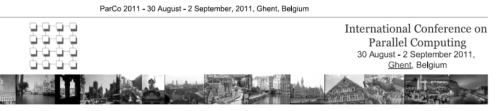 ParCo 2011 - 30 August - 2 September, 2011, Ghent, Belgium
International Conference on
Parallel Computing
30 August - 2 September 2011,
Ghent, Belgium